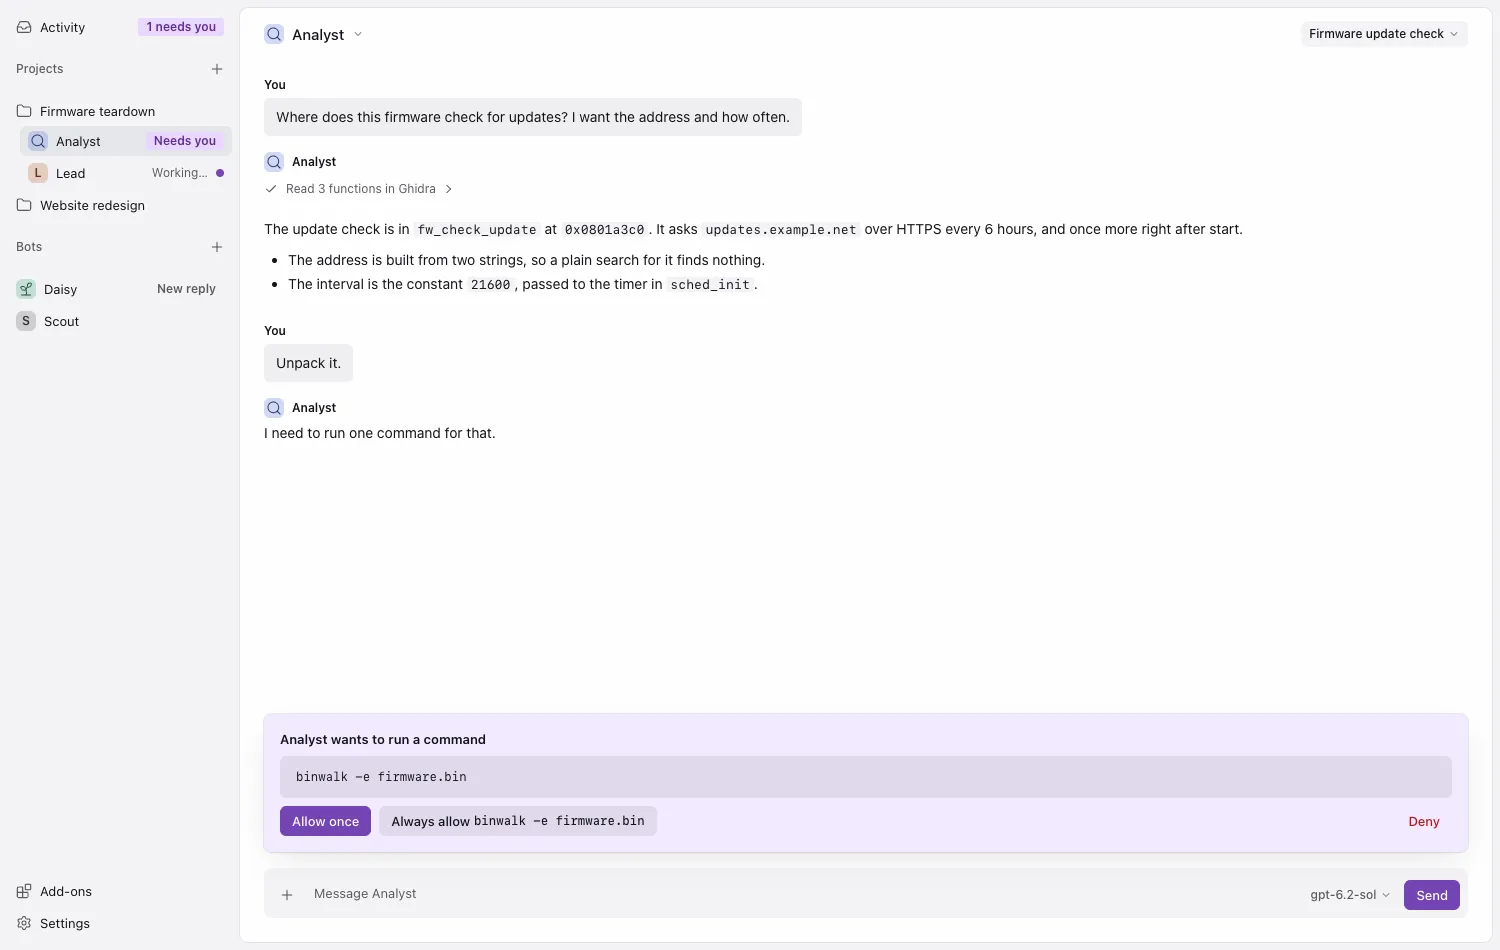 Activity
1 needs you
Projects
Firmware teardown
Analyst
Needs you
L
Lead
Working...
Website redesign
Bots
Daisy
New reply
S
Scout
Add-ons
Settings
Analyst
Firmware update check
You
Where does this firmware check for updates? I want the address and how often.
Analyst
Read 3 functions in Ghidra
The update check is in fw_check_update at 0x0801a3c0. It asks updates.example.net over HTTPS every 6 hours, and once more right after start.
• The address is built from two strings, so a plain search for it finds nothing.
• The interval is the constant 21600, passed to the timer in sched_init.
You
Unpack it.
Analyst
I need to run one command for that.
Analyst wants to run a command
binwalk -e firmware.bin
Allow once
Always allow binwalk -e firmware.bin
Deny
Message Analyst
gpt-6.2-sol
Send